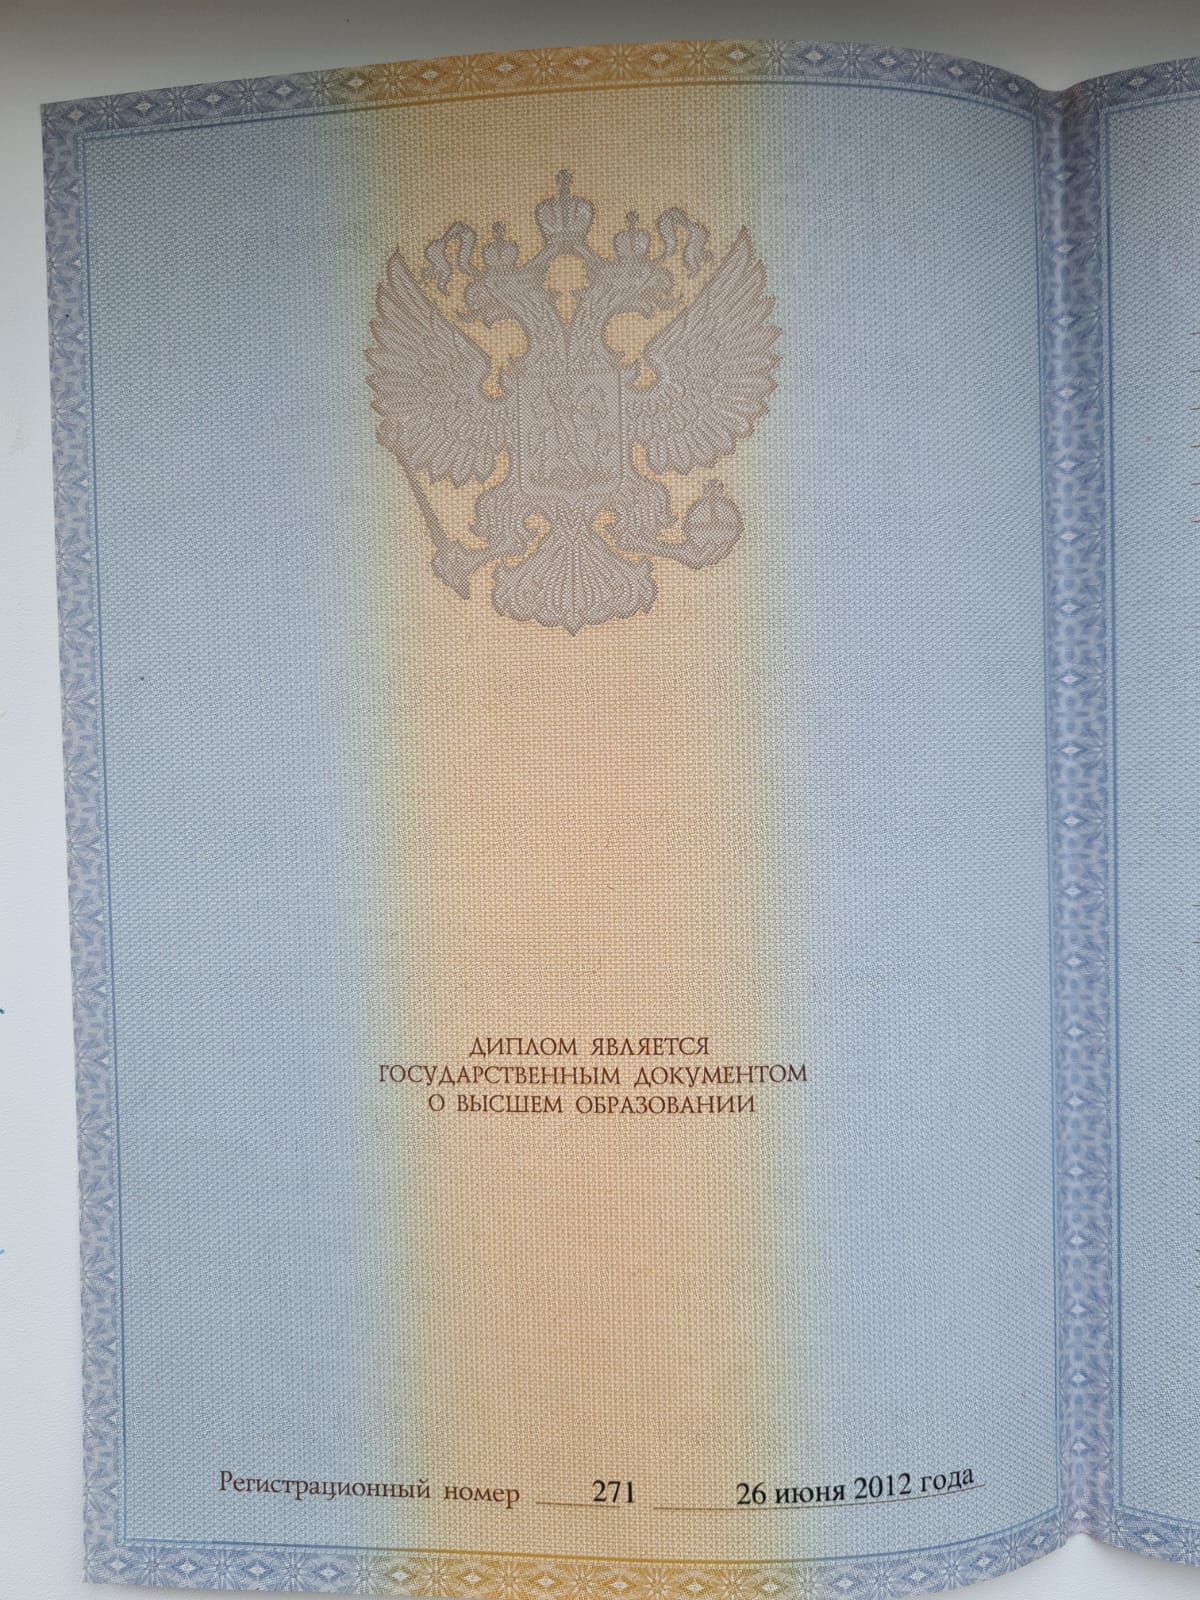 ДИПЛОМ ЯВЛЯЕТСЯ
ГОСУДАРСТВЕННЫМ ДОКУМЕНТОМ
О ВЫСШЕМ ОБРАЗОВАНИИ
Регистрационный номер 271 26 июня 2012 года